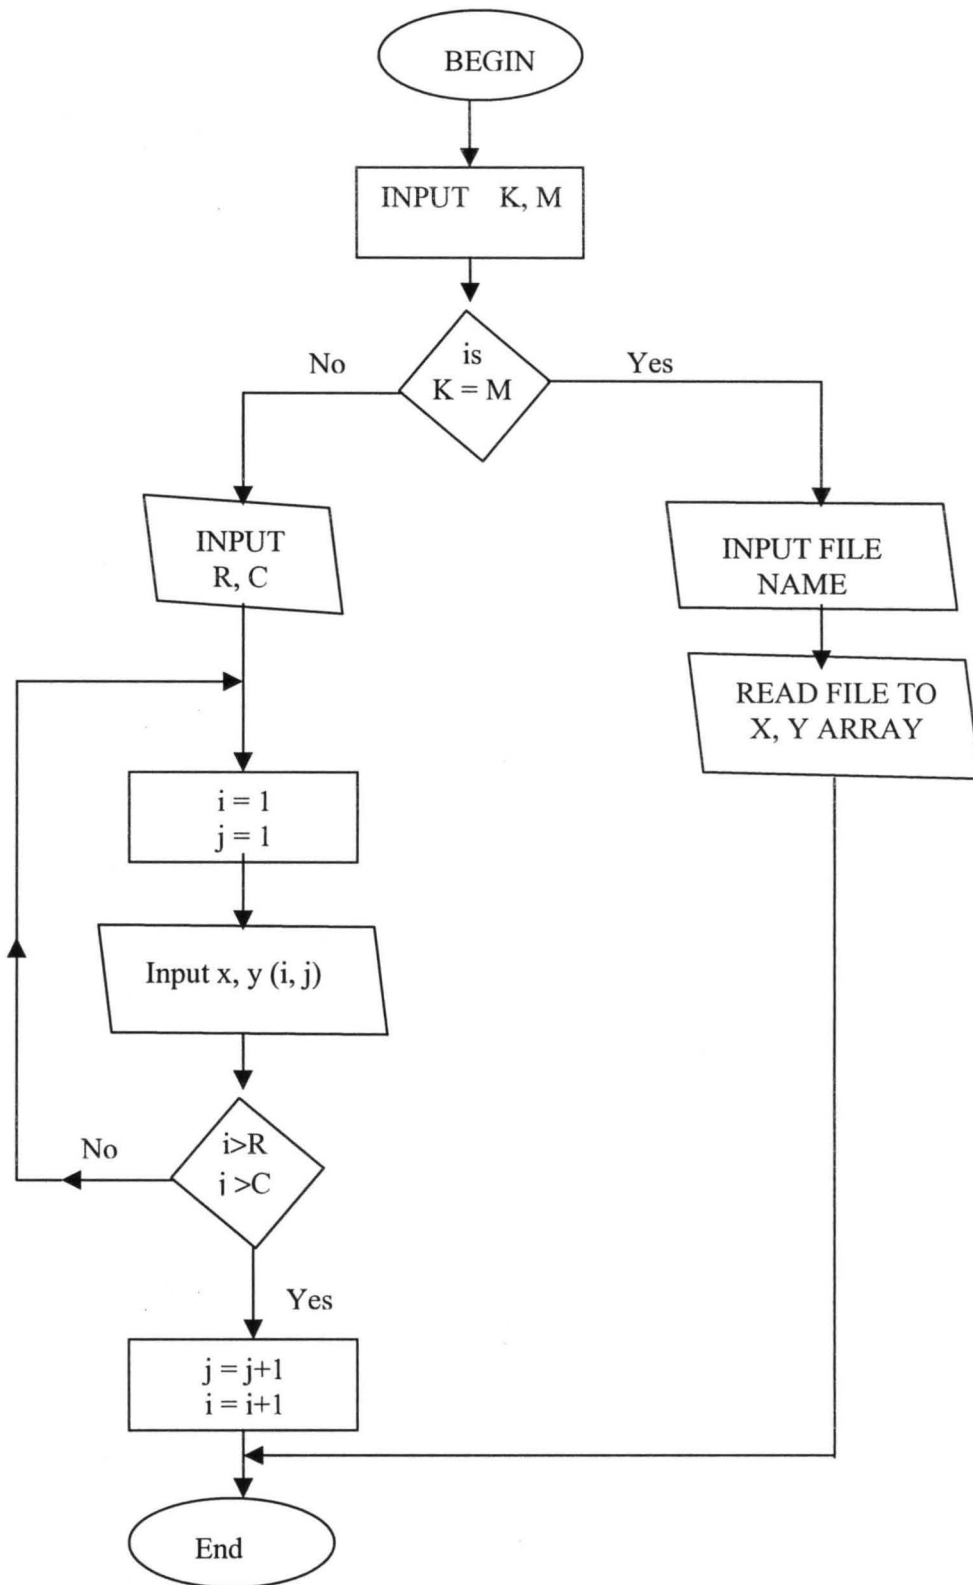 BEGIN
INPUT K, M
is
K = M
No
Yes
INPUT
R, C
INPUT FILE
NAME
READ FILE TO
X, Y ARRAY
i = 1
j = 1
Input x, y (i, j)
i>R
j >C
No
Yes
j = j+1
i = i+1
End